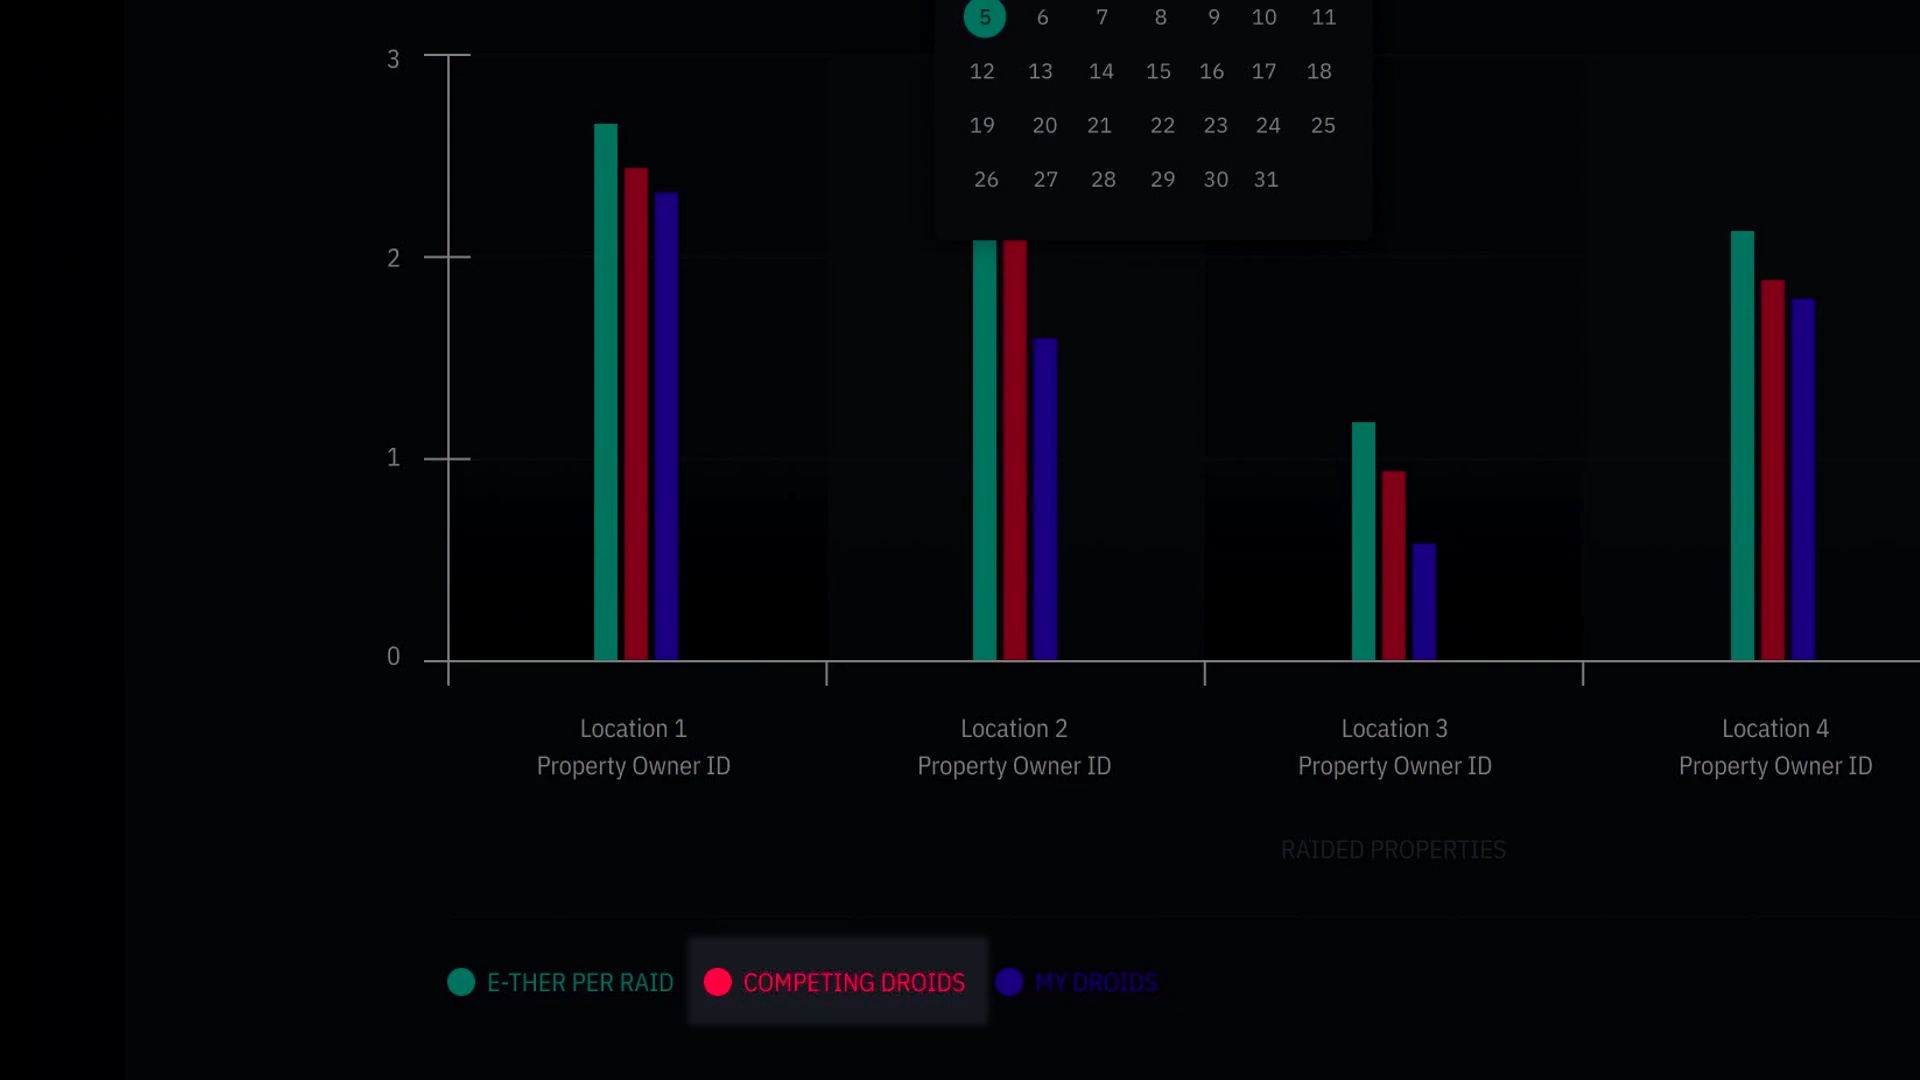 5 6 7 8 9 10 11
3
12 13 14 15 16 17 18
19 20 21 22 23 24 25
26 27 28 29 30 31
2
1
0
Location 1 Location 2 Location 3 Location 4
Property Owner ID Property Owner ID Property Owner ID Property Owner ID
RAIDED PROPERTIES
E-THER PER RAID COMPETING DROIDS MY DROIDS